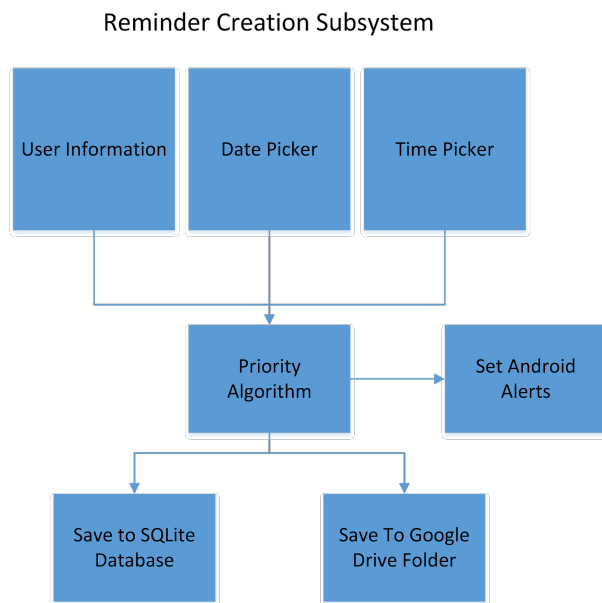 Reminder Creation Subsystem
User Information
Date Picker
Time Picker
Priority
Algorithm
Set Android
Alerts
Save to SQLite
Database
Save To Google
Drive Folder